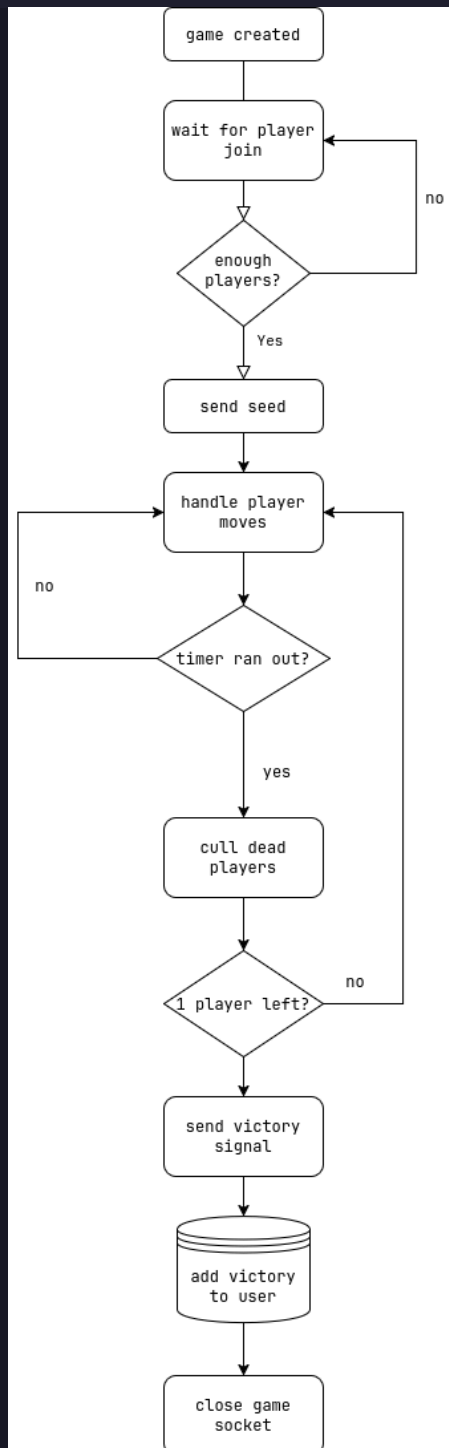 game created
wait for player
join
no
enough
players?
Yes
send seed
handle player
moves
no
timer ran out?
yes
cull dead
players
no
1 player left?
send victory
signal
add victory
to user
close game
socket